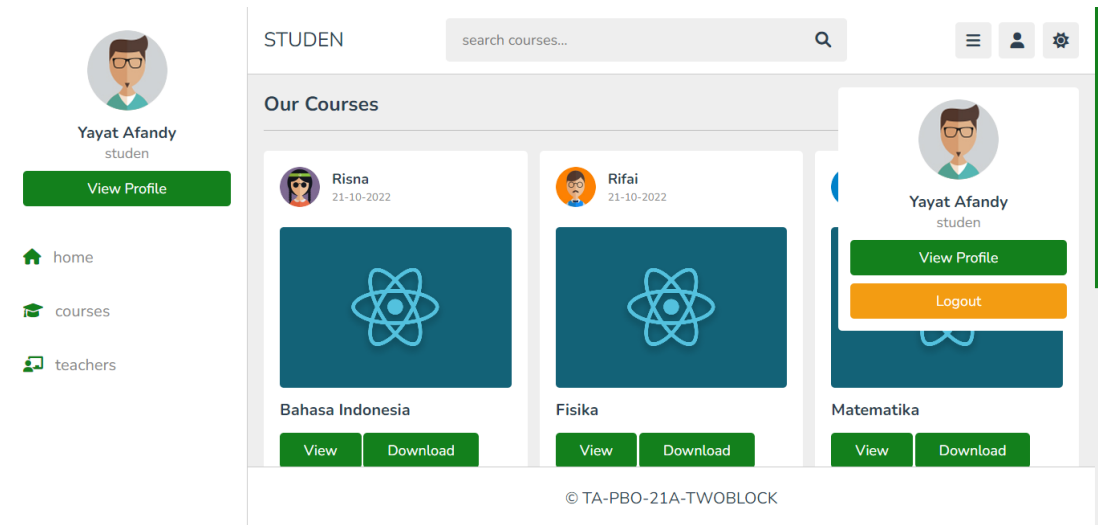 Yayat Afandy
studen
View Profile
home
courses
teachers
STUDEN
search courses...
Our Courses
Risna
21-10-2022
Bahasa Indonesia
View
Download
Rifai
21-10-2022
Fisika
View
Download
Matematika
View
Download
Yayat Afandy
studen
View Profile
Logout
© TA-PBO-21A-TWOBLOCK